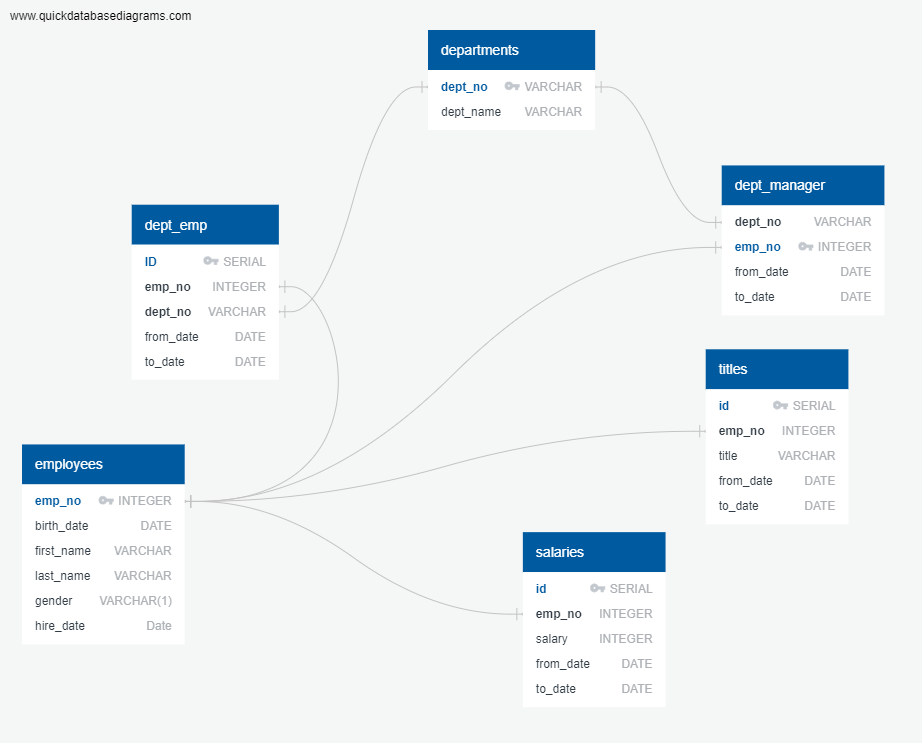 www.quickdatabasediagrams.com
departments
dept_no VARCHAR
dept_name VARCHAR
dept_manager
dept_no VARCHAR
emp_no INTEGER
from_date DATE
to_date DATE
dept_emp
ID SERIAL
emp_no INTEGER
dept_no VARCHAR
from_date DATE
to_date DATE
titles
id SERIAL
emp_no INTEGER
title VARCHAR
from_date DATE
to_date DATE
employees
emp_no INTEGER
birth_date DATE
first_name VARCHAR
last_name VARCHAR
gender VARCHAR(1)
hire_date Date
salaries
id SERIAL
emp_no INTEGER
salary INTEGER
from_date DATE
to_date DATE